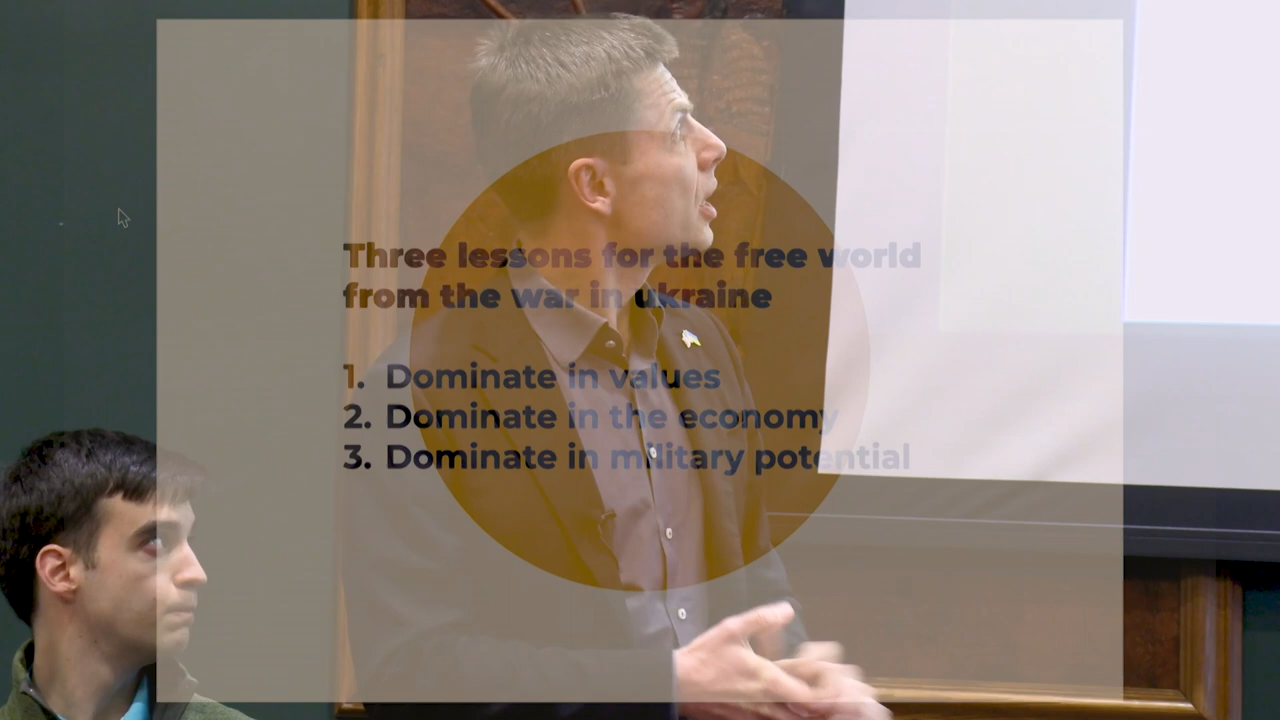 Three lessons for the free world
from the war in ukraine
1. Dominate in values
2. Dominate in the economy
3. Dominate in military potential